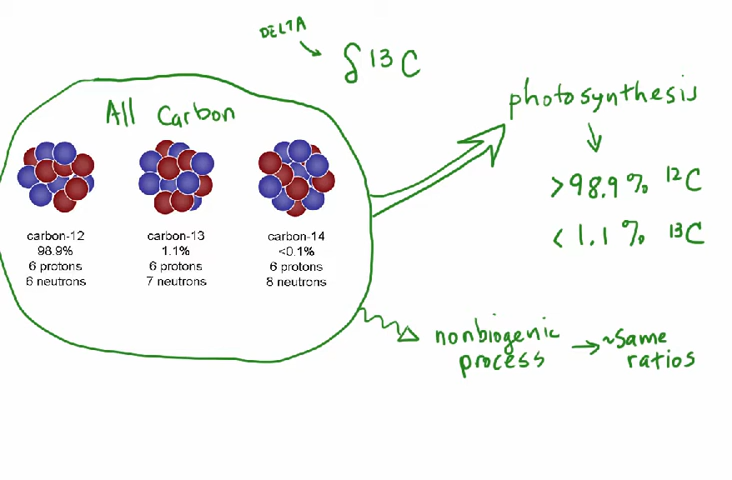 DELTA
δ 13 C
All Carbon
carbon-12
98.9%
6 protons
6 neutrons
carbon-13
1.1%
6 protons
7 neutrons
carbon-14
<0.1%
6 protons
8 neutrons
photosynthesis
>98.9% 12C
<1.1% 13C
nonbiogenic
process
~Same
ratios